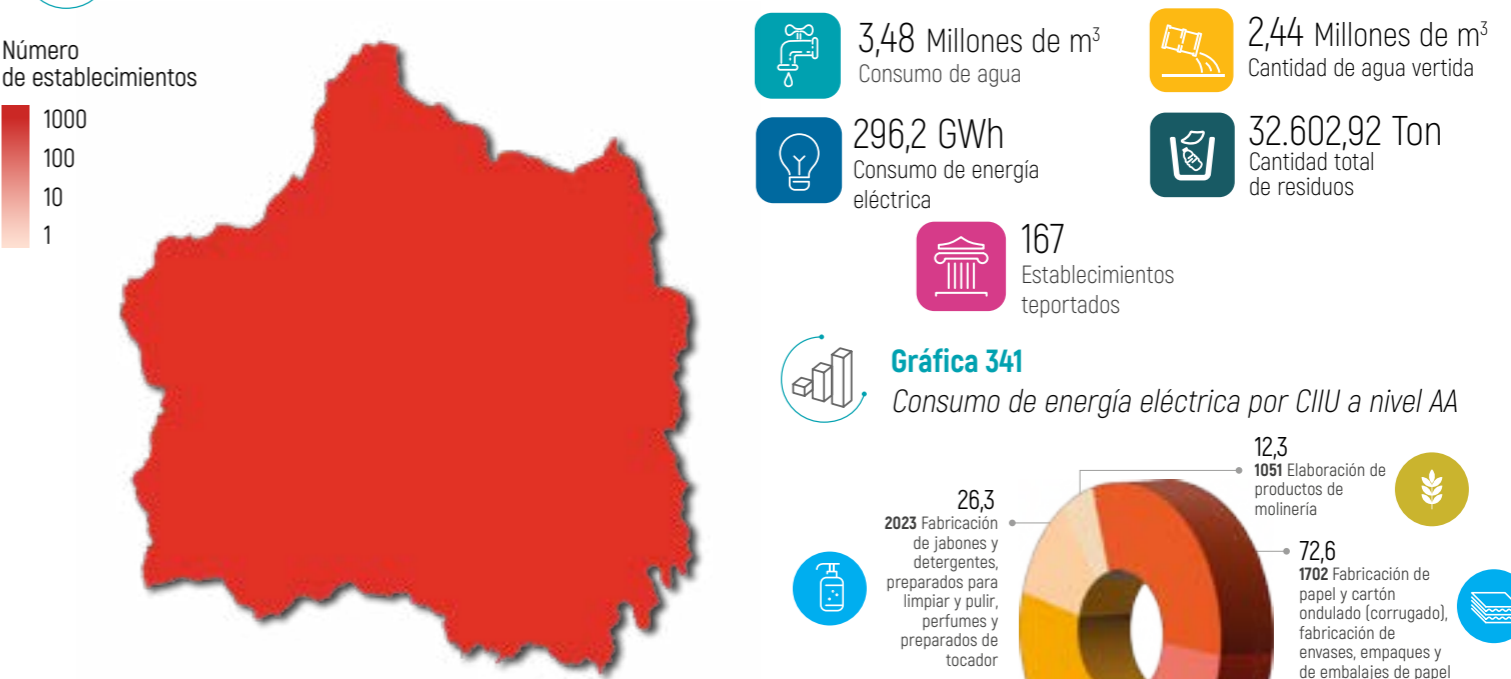 Número
de establecimientos
1000
100
10
1
3,48 Millones de m³
Consumo de agua
2,44 Millones de m³
Cantidad de agua vertida
296,2 GWh
Consumo de energía
eléctrica
32.602,92 Ton
Cantidad total
de residuos
167
Establecimientos
teportados
Gráfica 341
Consumo de energía eléctrica por CIIU a nivel AA
12,3
1051 Elaboración de
productos de
molinería
26,3
2023 Fabricación
de jabones y
detergentes,
preparados para
limpiar y pulir,
perfumes y
preparados de
tocador
72,6
1702 Fabricación de
papel y cartón
ondulado (corrugado),
fabricación de
envases, empaques y
de embalajes de papel